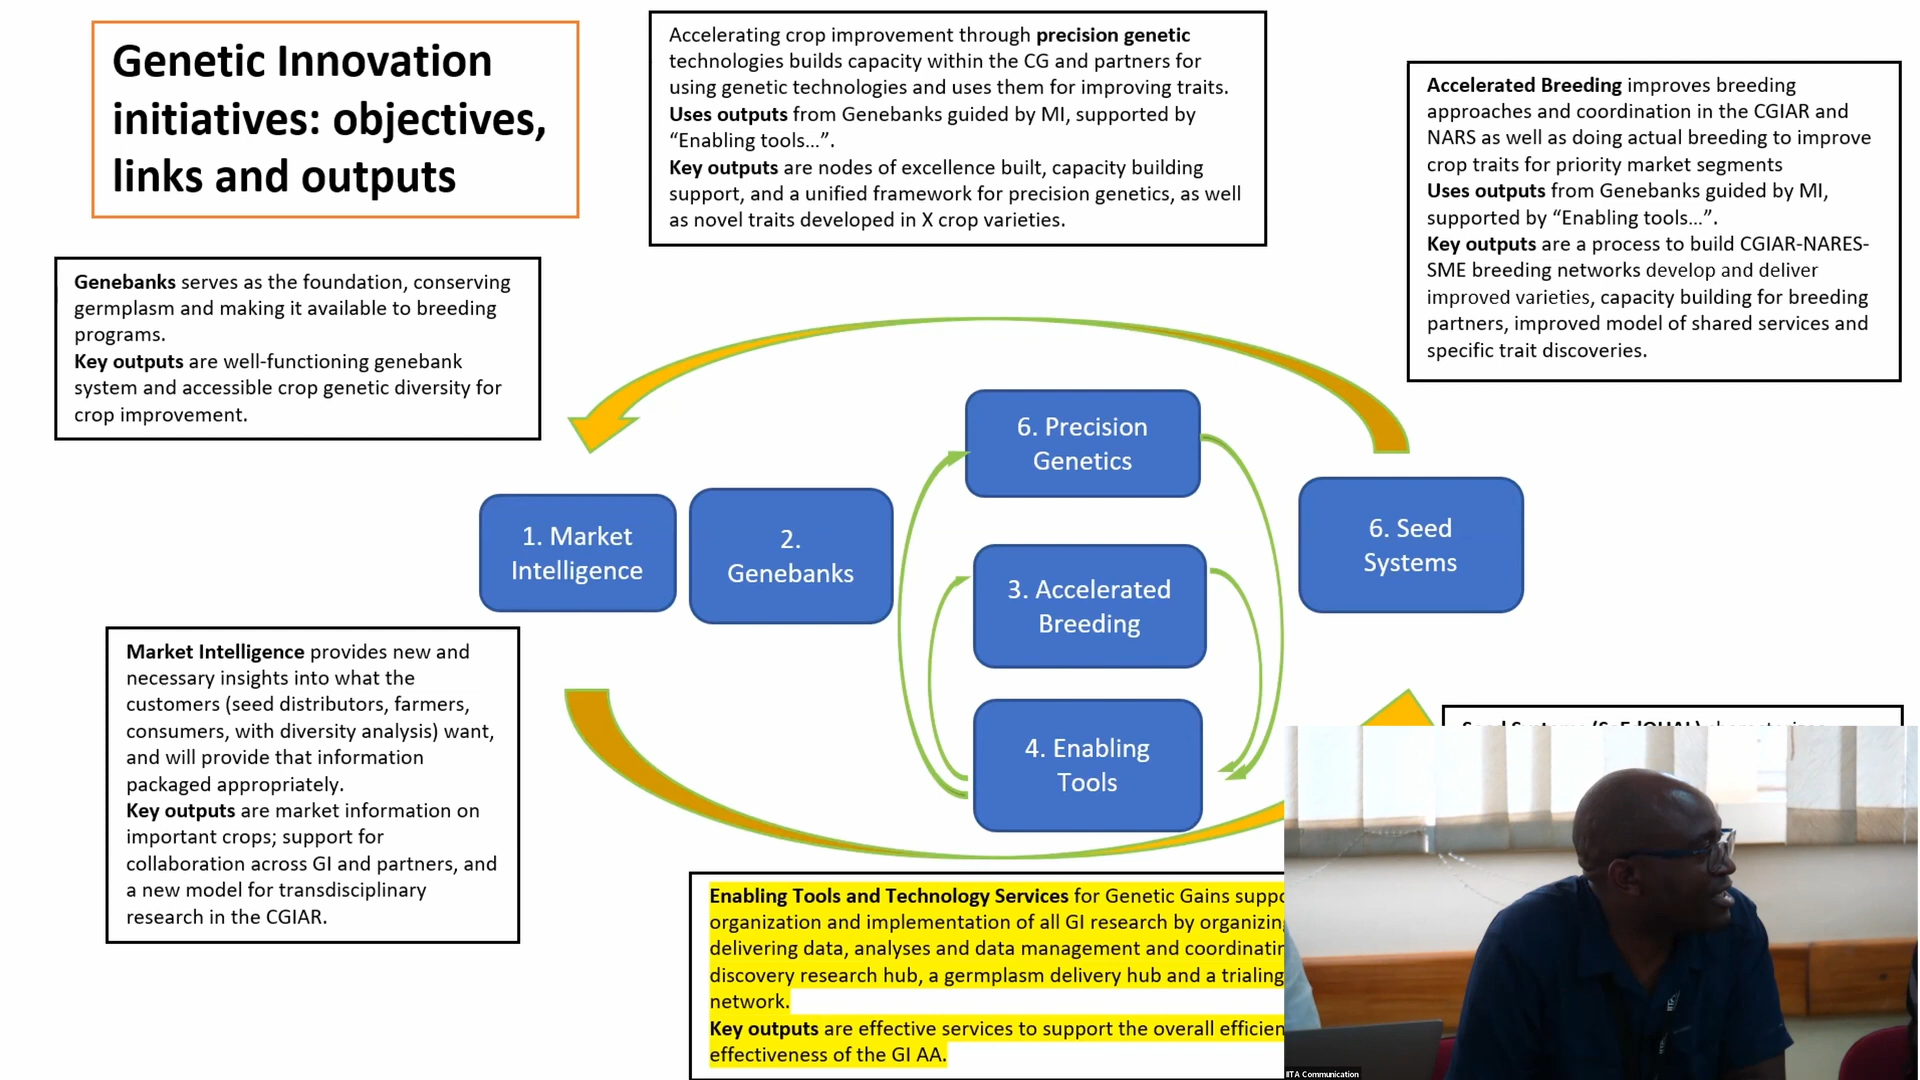 Genetic Innovation
initiatives: objectives,
links and outputs
Accelerating crop improvement through precision genetic
technologies builds capacity within the CG and partners for
using genetic technologies and uses them for improving traits.
Uses outputs from Genebanks guided by MI, supported by
“Enabling tools…”.
Key outputs are nodes of excellence built, capacity building
support, and a unified framework for precision genetics, as well
as novel traits developed in X crop varieties.
Accelerated Breeding improves breeding
approaches and coordination in the CGIAR and
NARS as well as doing actual breeding to improve
crop traits for priority market segments
Uses outputs from Genebanks guided by MI,
supported by “Enabling tools…”.
Key outputs are a process to build CGIAR-NARES-
SME breeding networks develop and deliver
improved varieties, capacity building for breeding
partners, improved model of shared services and
specific trait discoveries.
Genebanks serves as the foundation, conserving
germplasm and making it available to breeding
programs.
Key outputs are well-functioning genebank
system and accessible crop genetic diversity for
crop improvement.
6. Precision
Genetics
1. Market
Intelligence
2.
Genebanks
3. Accelerated
Breeding
6. Seed
Systems
4. Enabling
Tools
Market Intelligence provides new and
necessary insights into what the
customers (seed distributors, farmers,
consumers, with diversity analysis) want,
and will provide that information
packaged appropriately.
Key outputs are market information on
important crops; support for
collaboration across GI and partners, and
a new model for transdisciplinary
research in the CGIAR.
Enabling Tools and Technology Services for Genetic Gains suppo
organization and implementation of all GI research by organizing
delivering data, analyses and data management and coordinatin
discovery research hub, a germplasm delivery hub and a trialing
network.
Key outputs are effective services to support the overall efficien
effectiveness of the GI AA.
IITA Communication